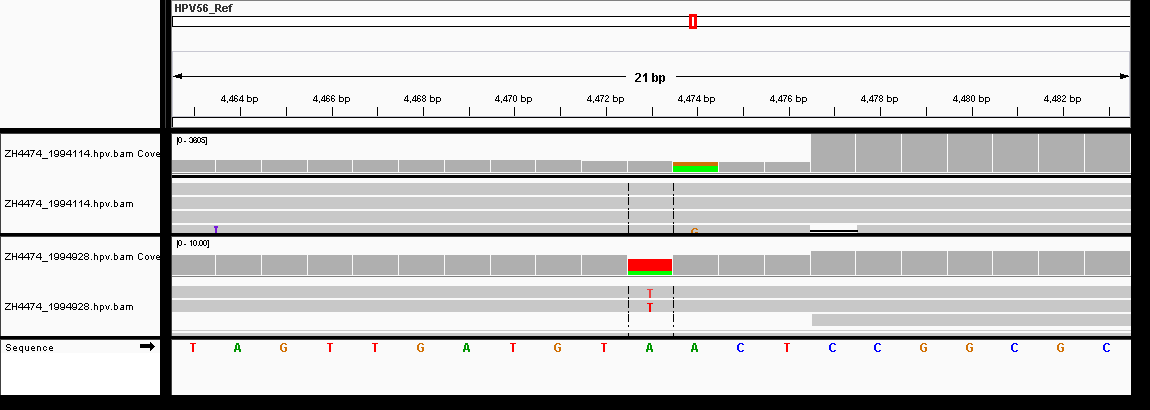 HPV56_Ref
21 bp
4,464 bp 4,466 bp 4,468 bp 4,470 bp 4,472 bp 4,474 bp 4,476 bp 4,478 bp 4,480 bp 4,482 bp
ZH4474_1994114.hpv.bam Cove
[0 - 3605]
ZH4474_1994114.hpv.bam
I G
ZH4474_1994928.hpv.bam Cove
[0 - 10.00]
T
ZH4474_1994928.hpv.bam
T
Sequence
T A G T T G A T G T A A C T C C G G C G C